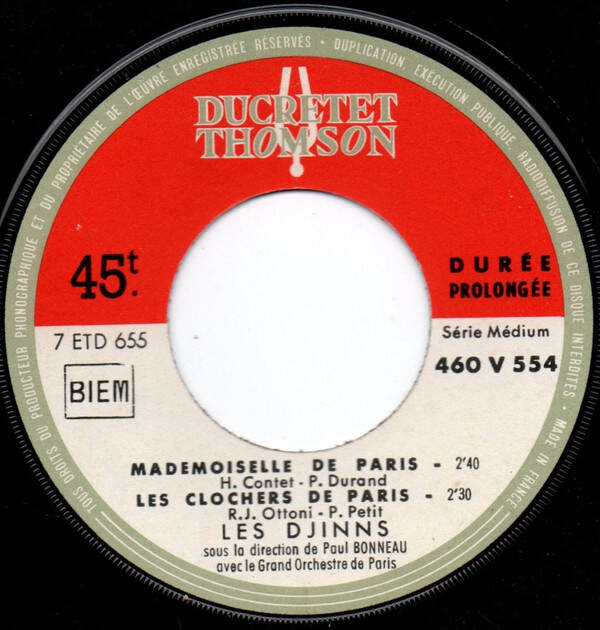 TOUS DROITS DU PRODUCTEUR PHONOGRAPHIQUE ET DU PROPRIETAIRE DE L'ŒUVRE ENREGISTRÉE RÉSERVÉS • DUPLICATION, EXÉCUTION PUBLIQUE, RADIODIFFUSION DE CE DISQUE INTERDITES • MADE IN FRANCE
DUCRETET
THOMSON
45t.
DURÉE
PROLONGÉE
7 ETD 655
Série Médium
BIEM
460 V 554
MADEMOISELLE DE PARIS - 2'40
H. Contet - P. Durand
LES CLOCHERS DE PARIS - 2'30
R.J. Ottoni - P. Petit
LES DJINNS
sous la direction de Paul BONNEAU
avec le Grand Orchestre de Paris